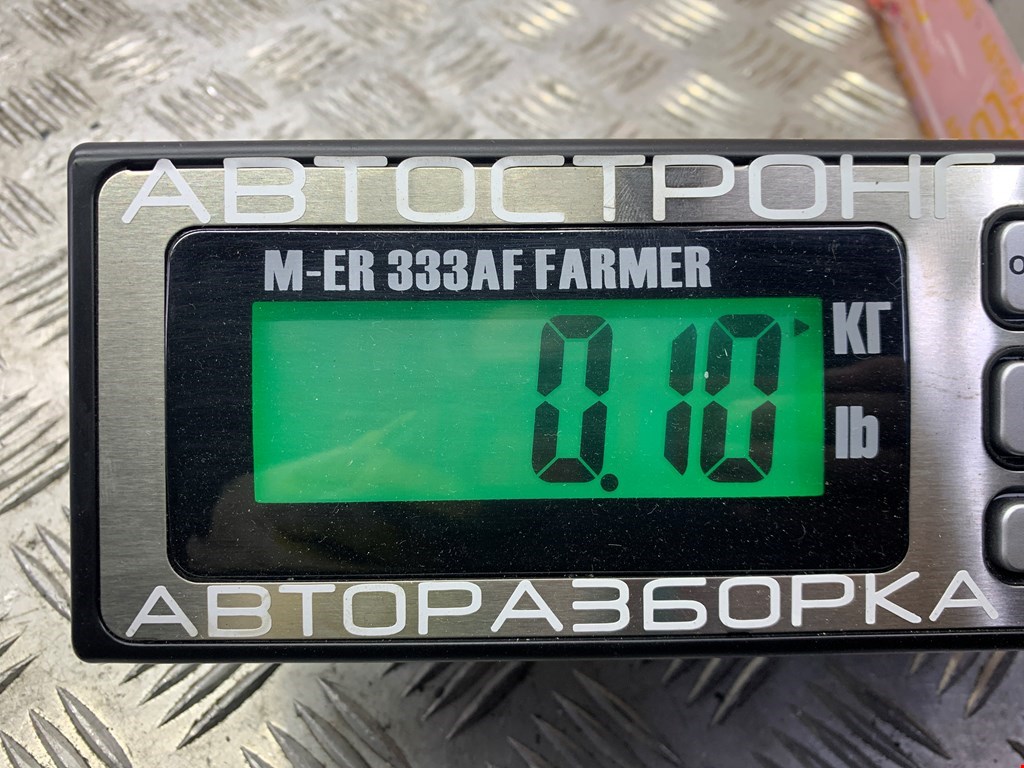 АВТОСТРОНГ
M-ER 333AF FARMER
0.10
КГ
lb
АВТОРАЗБОРКА